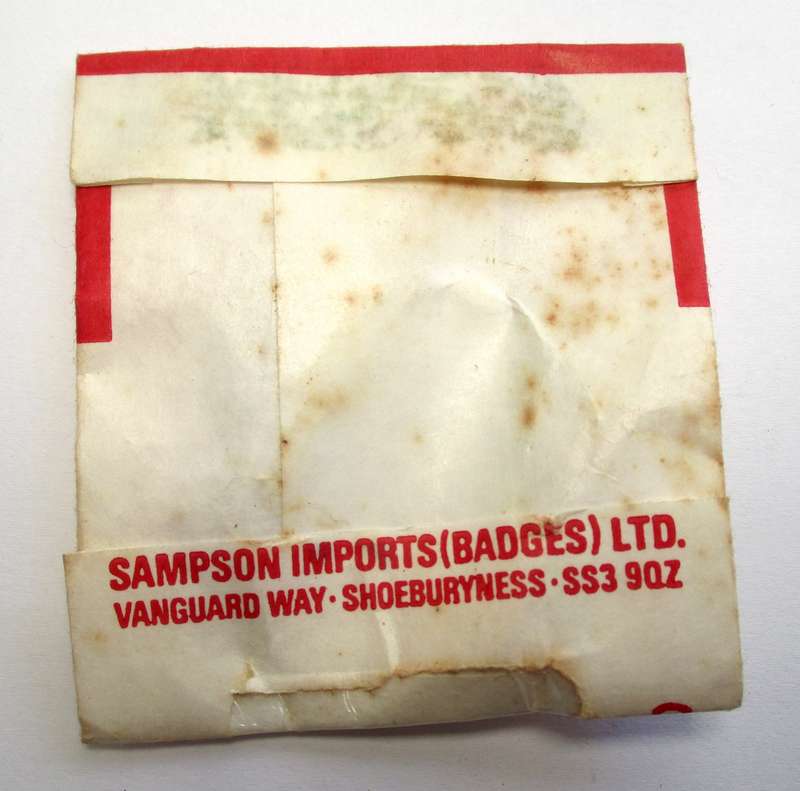 SAMPSON IMPORTS(BADGES) LTD.
VANGUARD WAY· SHOEBURYNESS · SS3 9QZ